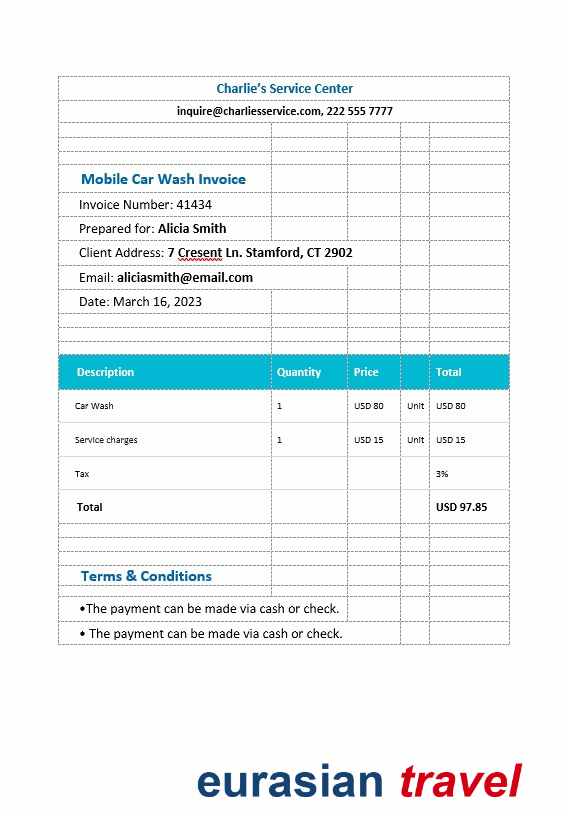 Charlie’s Service Center
inquire@charliesservice.com, 222 555 7777
Mobile Car Wash Invoice
Invoice Number: 41434
Prepared for: Alicia Smith
Client Address: 7 Cresent Ln. Stamford, CT 2902
Email: aliciasmith@email.com
Date: March 16, 2023
Description Quantity Price Total
Car Wash 1 USD 80 Unit USD 80
Service charges 1 USD 15 Unit USD 15
Tax 3%
Total USD 97.85
Terms & Conditions
•The payment can be made via cash or check.
• The payment can be made via cash or check.
eurasian travel